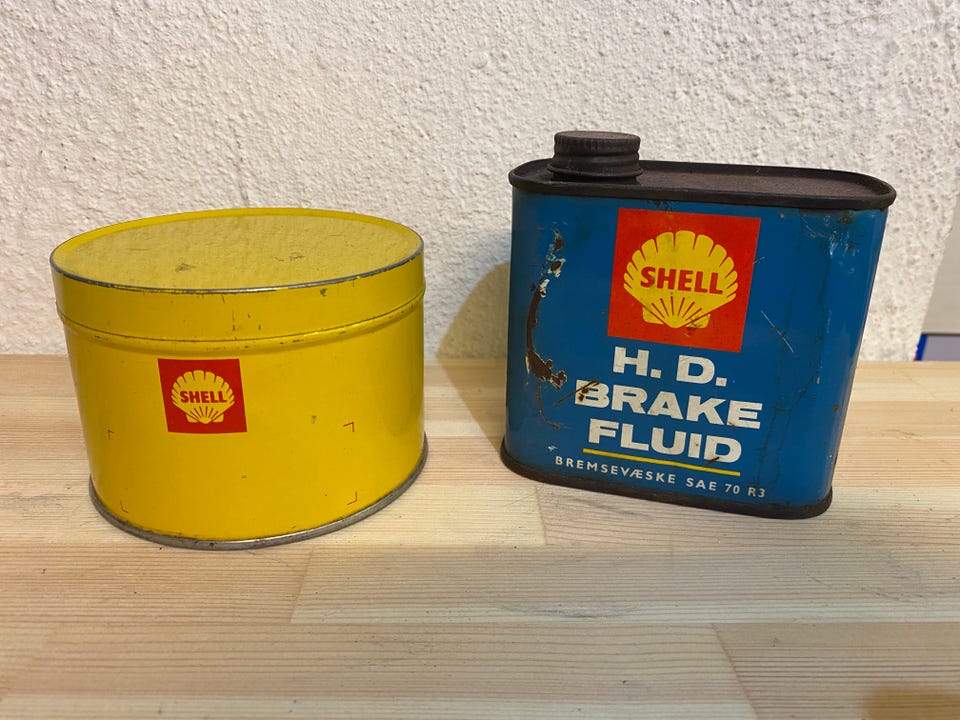 SHELL
SHELL
H. D.
BRAKE
FLUID
BREMSEVÆSKE SAE 70 R3